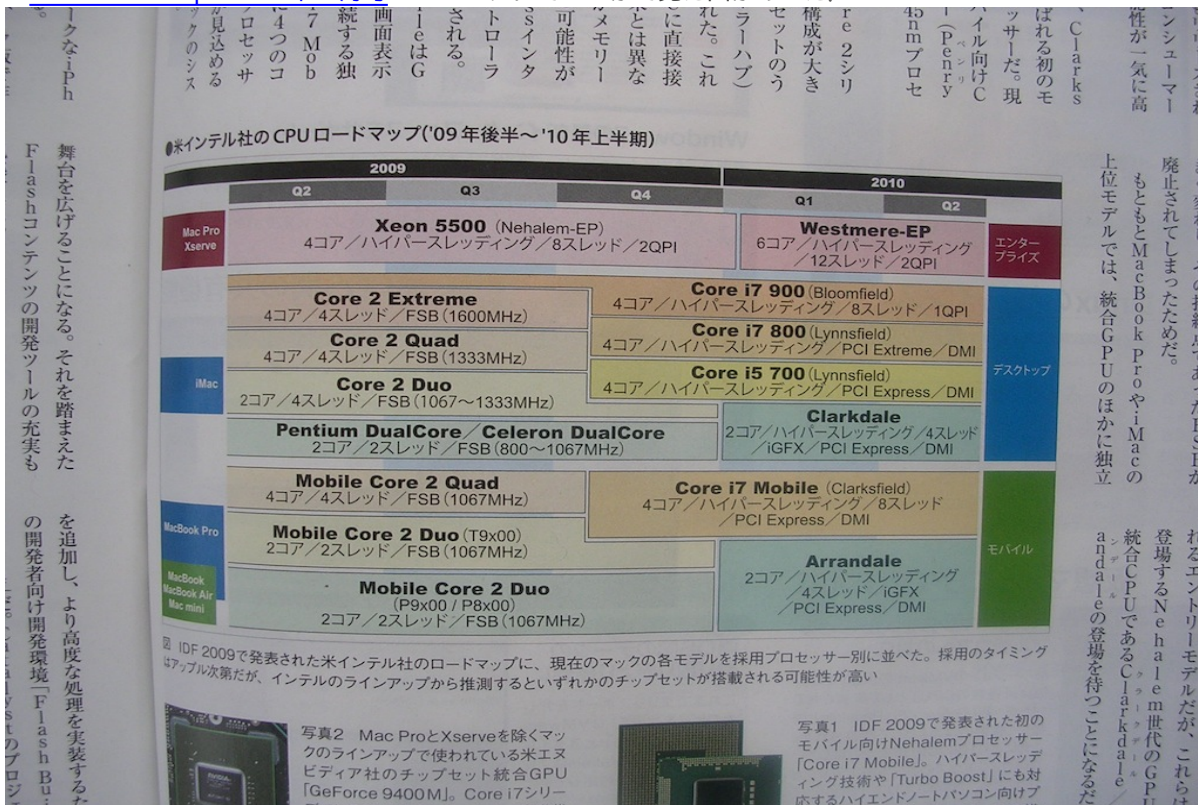 ●米インテル社のCPUロードマップ('09年後半～'10年上半期)
2009
2010
Q2
Q3
Q4
Q1
Q2
Mac Pro
Xserve
Xeon 5500 (Nehalem-EP)
4コア／ハイパースレッディング／8スレッド／2QPI
Westmere-EP
6コア／ハイパースレッディング
／12スレッド／2QPI
エンター
プライズ
Core 2 Extreme
4コア／4スレッド／FSB(1600MHz)
Core i7 900 (Bloomfield)
4コア／ハイパースレッディング／8スレッド／1QPI
Core 2 Quad
4コア／4スレッド／FSB(1333MHz)
Core i7 800 (Lynnsfield)
4コア／ハイパースレッディング／PCI Extreme／DMI
デスクトップ
iMac
Core 2 Duo
2コア／4スレッド／FSB(1067～1333MHz)
Core i5 700 (Lynnsfield)
4コア／ハイパースレッディング／PCI Express／DMI
Pentium DualCore／Celeron DualCore
2コア／2スレッド／FSB(800～1067MHz)
Clarkdale
2コア／ハイパースレッディング／4スレッド
／iGFX／PCI Express／DMI
Mobile Core 2 Quad
4コア／4スレッド／FSB(1067MHz)
Core i7 Mobile (Clarksfield)
4コア／ハイパースレッディング／8スレッド
／PCI Express／DMI
MacBook Pro
Mobile Core 2 Duo (T9x00)
2コア／2スレッド／FSB(1067MHz)
モバイル
MacBook
MacBook Air
Mac mini
Mobile Core 2 Duo
(P9x00 / P8x00)
2コア／2スレッド／FSB(1067MHz)
Arrandale
2コア／ハイパースレッディング
／4スレッド／iGFX
／PCI Express／DMI
図 IDF 2009で発表された米インテル社のロードマップに、現在のマックの各モデルを採用プロセッサー別に並べた。採用のタイミング
はアップル次第だが、インテルのラインアップから推測するといずれかのチップセットが搭載される可能性が高い
写真2 Mac ProとXserveを除くマッ
クのラインアップで使われている米エヌ
ビディア社のチップセット統合GPU
「GeForce 9400M」。Core i7シリー
写真1 IDF 2009で発表された初の
モバイル向けNehalemプロセッサー
「Core i7 Mobile」。ハイパースレッデ
ィング技術や「Turbo Boost」にも対
応するハイエンドノートパソコン向けプ
廃止されてしまったためだ。
もともとMacBook ProやiMacの
上位モデルでは、統合GPUのほかに独立
れるエントリーモデルだが、これらは
登場するNehalem世代のGPU
統合CPUであるClarkdale／
andaleの登場を待つことになるだ
舞台を広げることになる。それを踏まえた
Flashコンテンツの開発ツールの充実も
を追加し、より高度な処理を実装するた
の開発者向け開発環境「Flash Bui